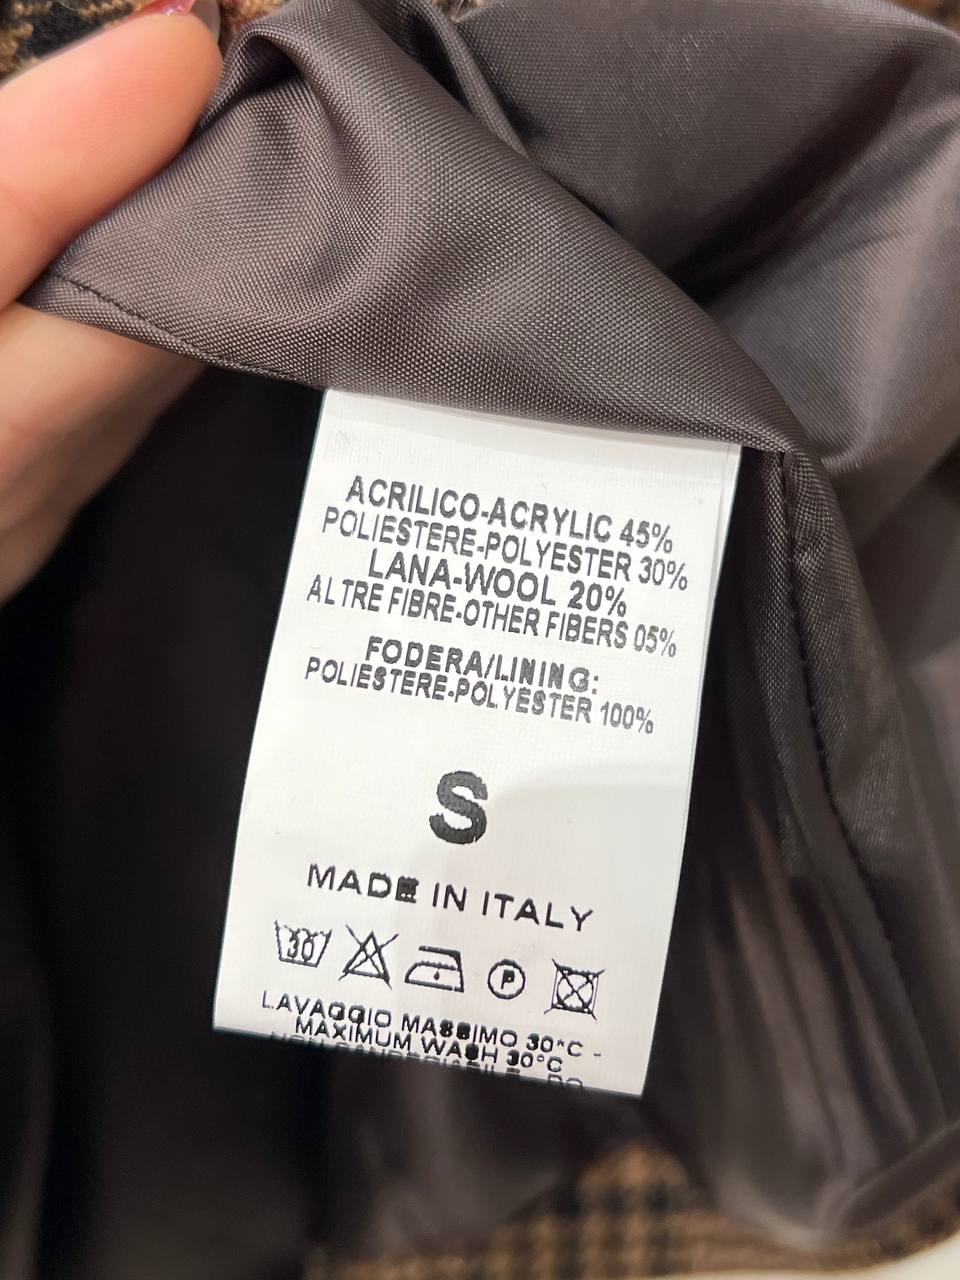 ACRILICO-ACRYLIC 45%
POLIESTERE-POLYESTER 30%
LANA-WOOL 20%
ALTRE FIBRE-OTHER FIBERS 05%
FODERA/LINING:
POLIESTERE-POLYESTER 100%
S
MADE IN ITALY
30
P
LAVAGGIO MASSIMO 30°C -
MAXIMUM WASH 30°C